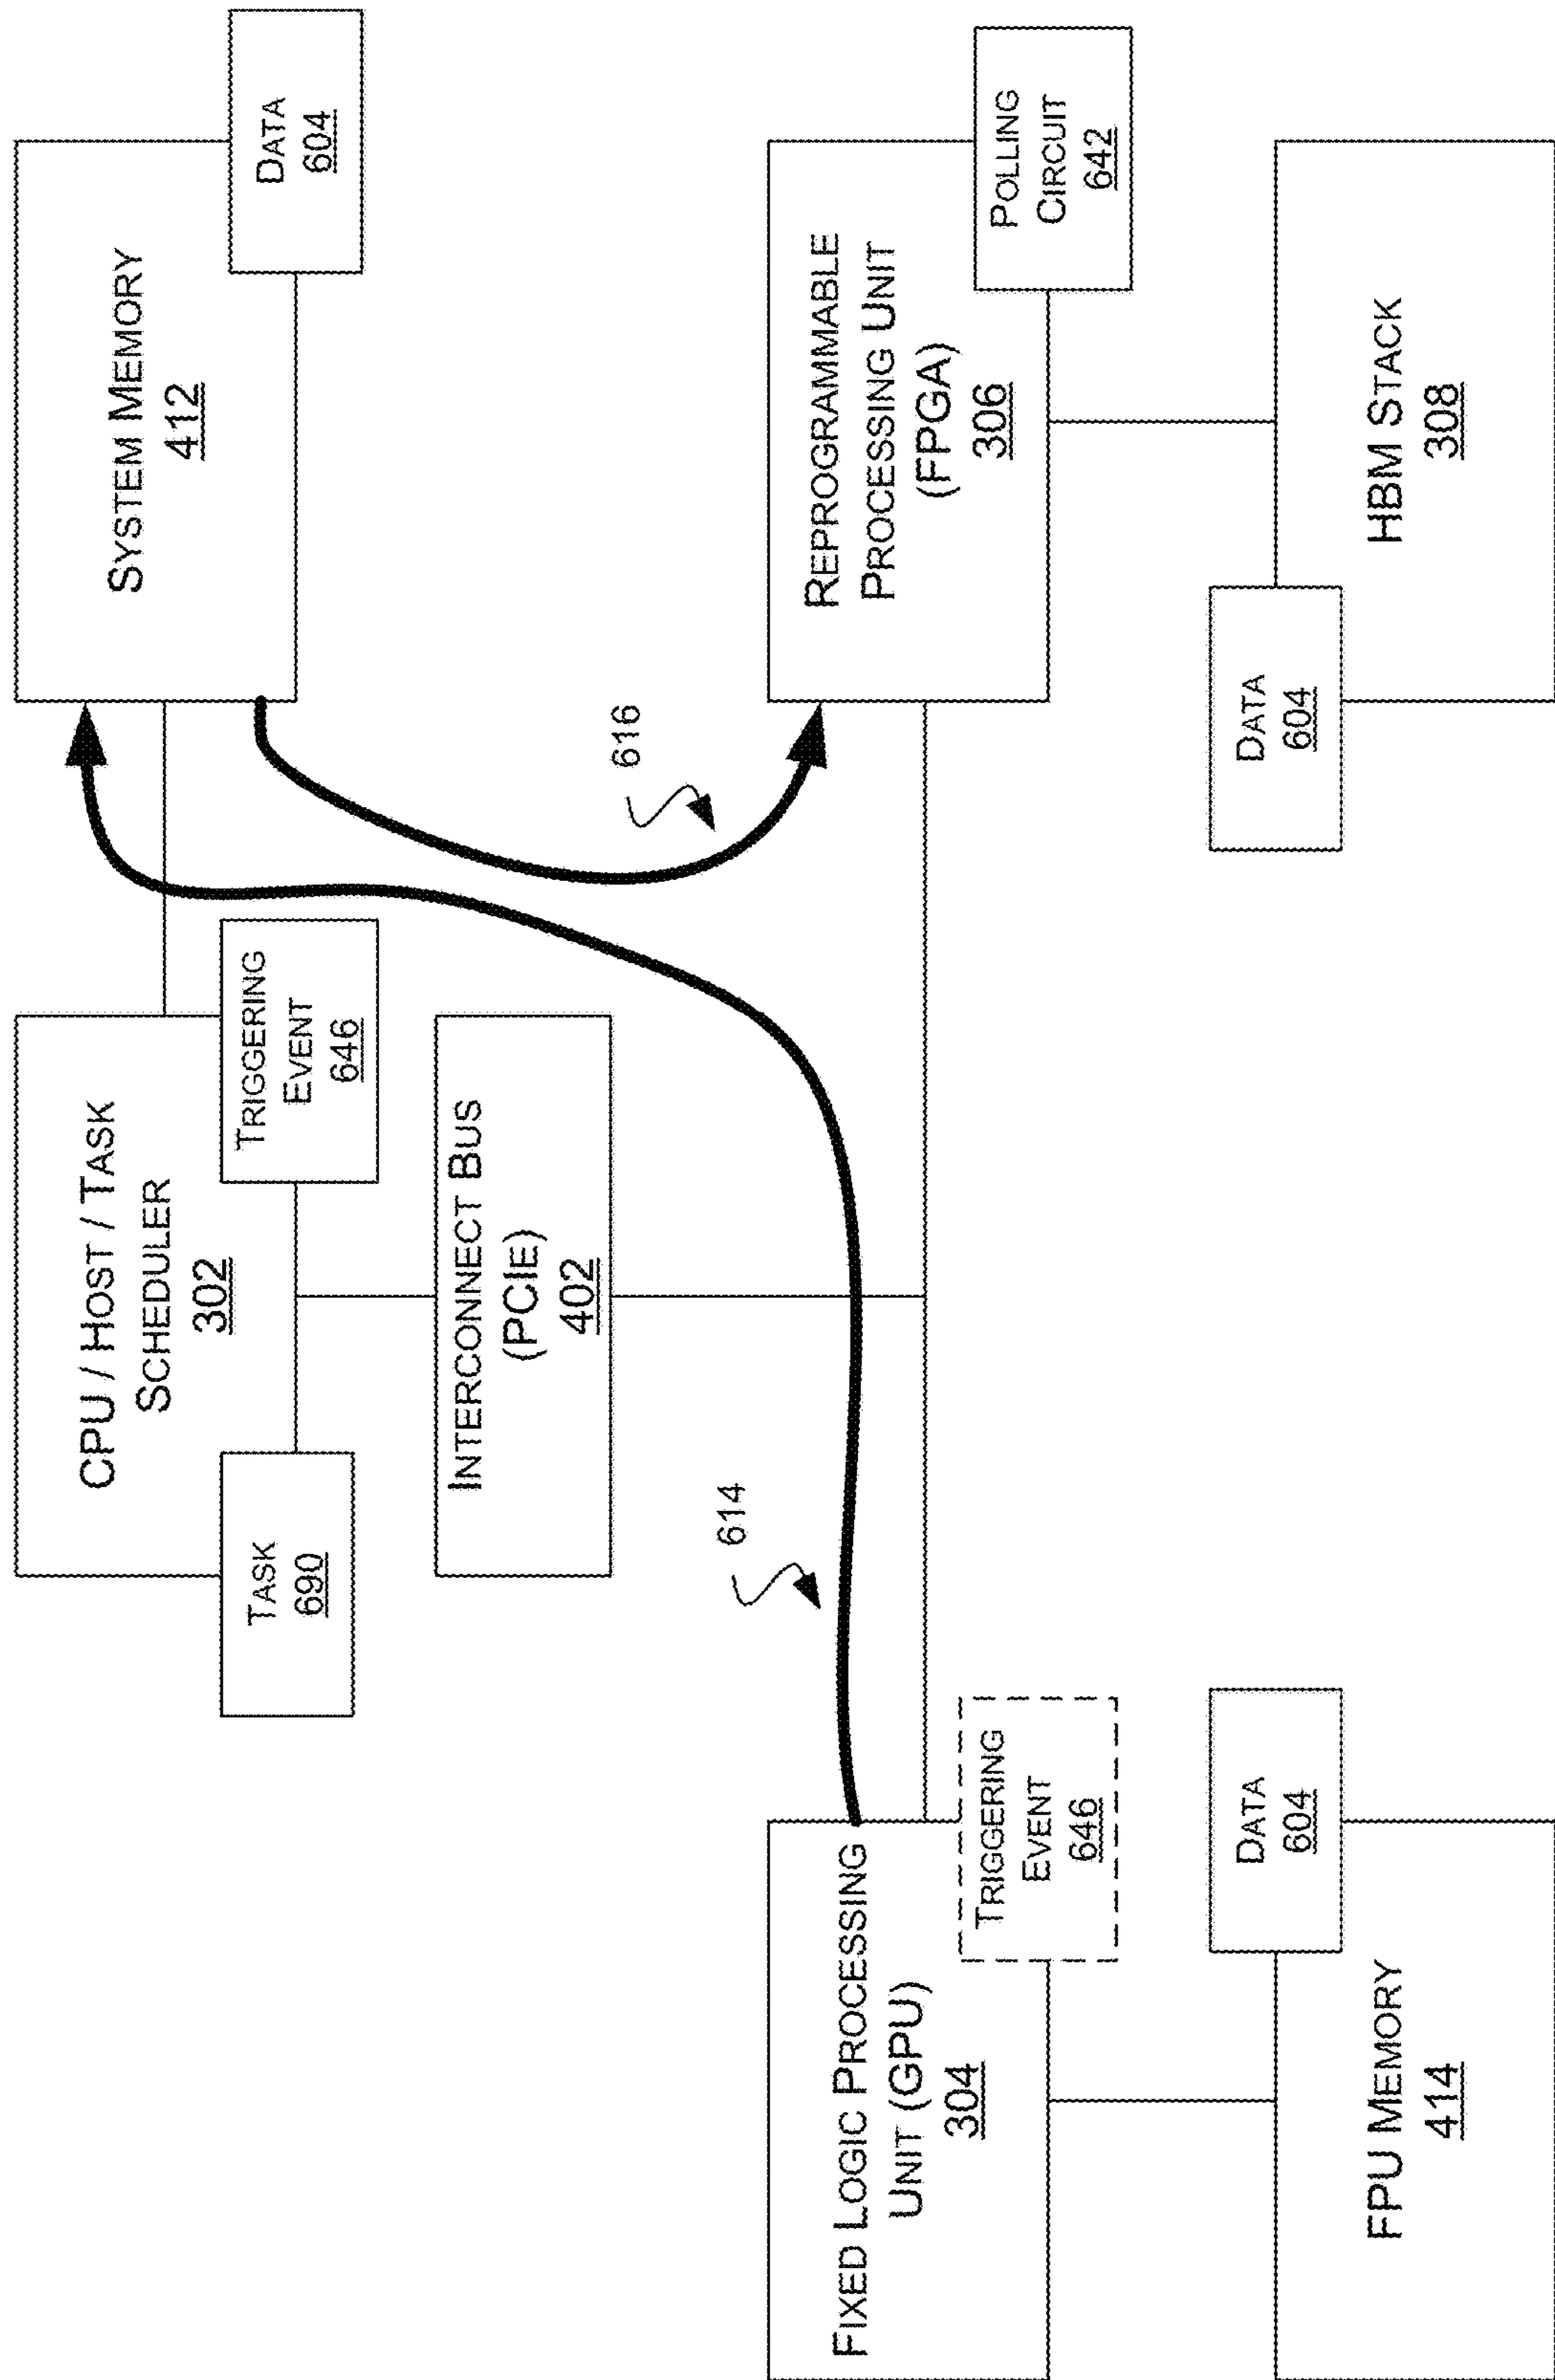 CPU / HOST / TASK
SCHEDULER
302
TASK
690
TRIGGERING
EVENT
646
SYSTEM MEMORY
412
DATA
604
INTERCONNECT BUS
(PCIE)
402
614
616
FIXED LOGIC PROCESSING
UNIT (GPU)
304
TRIGGERING
EVENT
646
REPROGRAMMABLE
PROCESSING UNIT
(FPGA)
306
POLLING
CIRCUIT
642
FPU MEMORY
414
DATA
604
DATA
604
HBM STACK
308